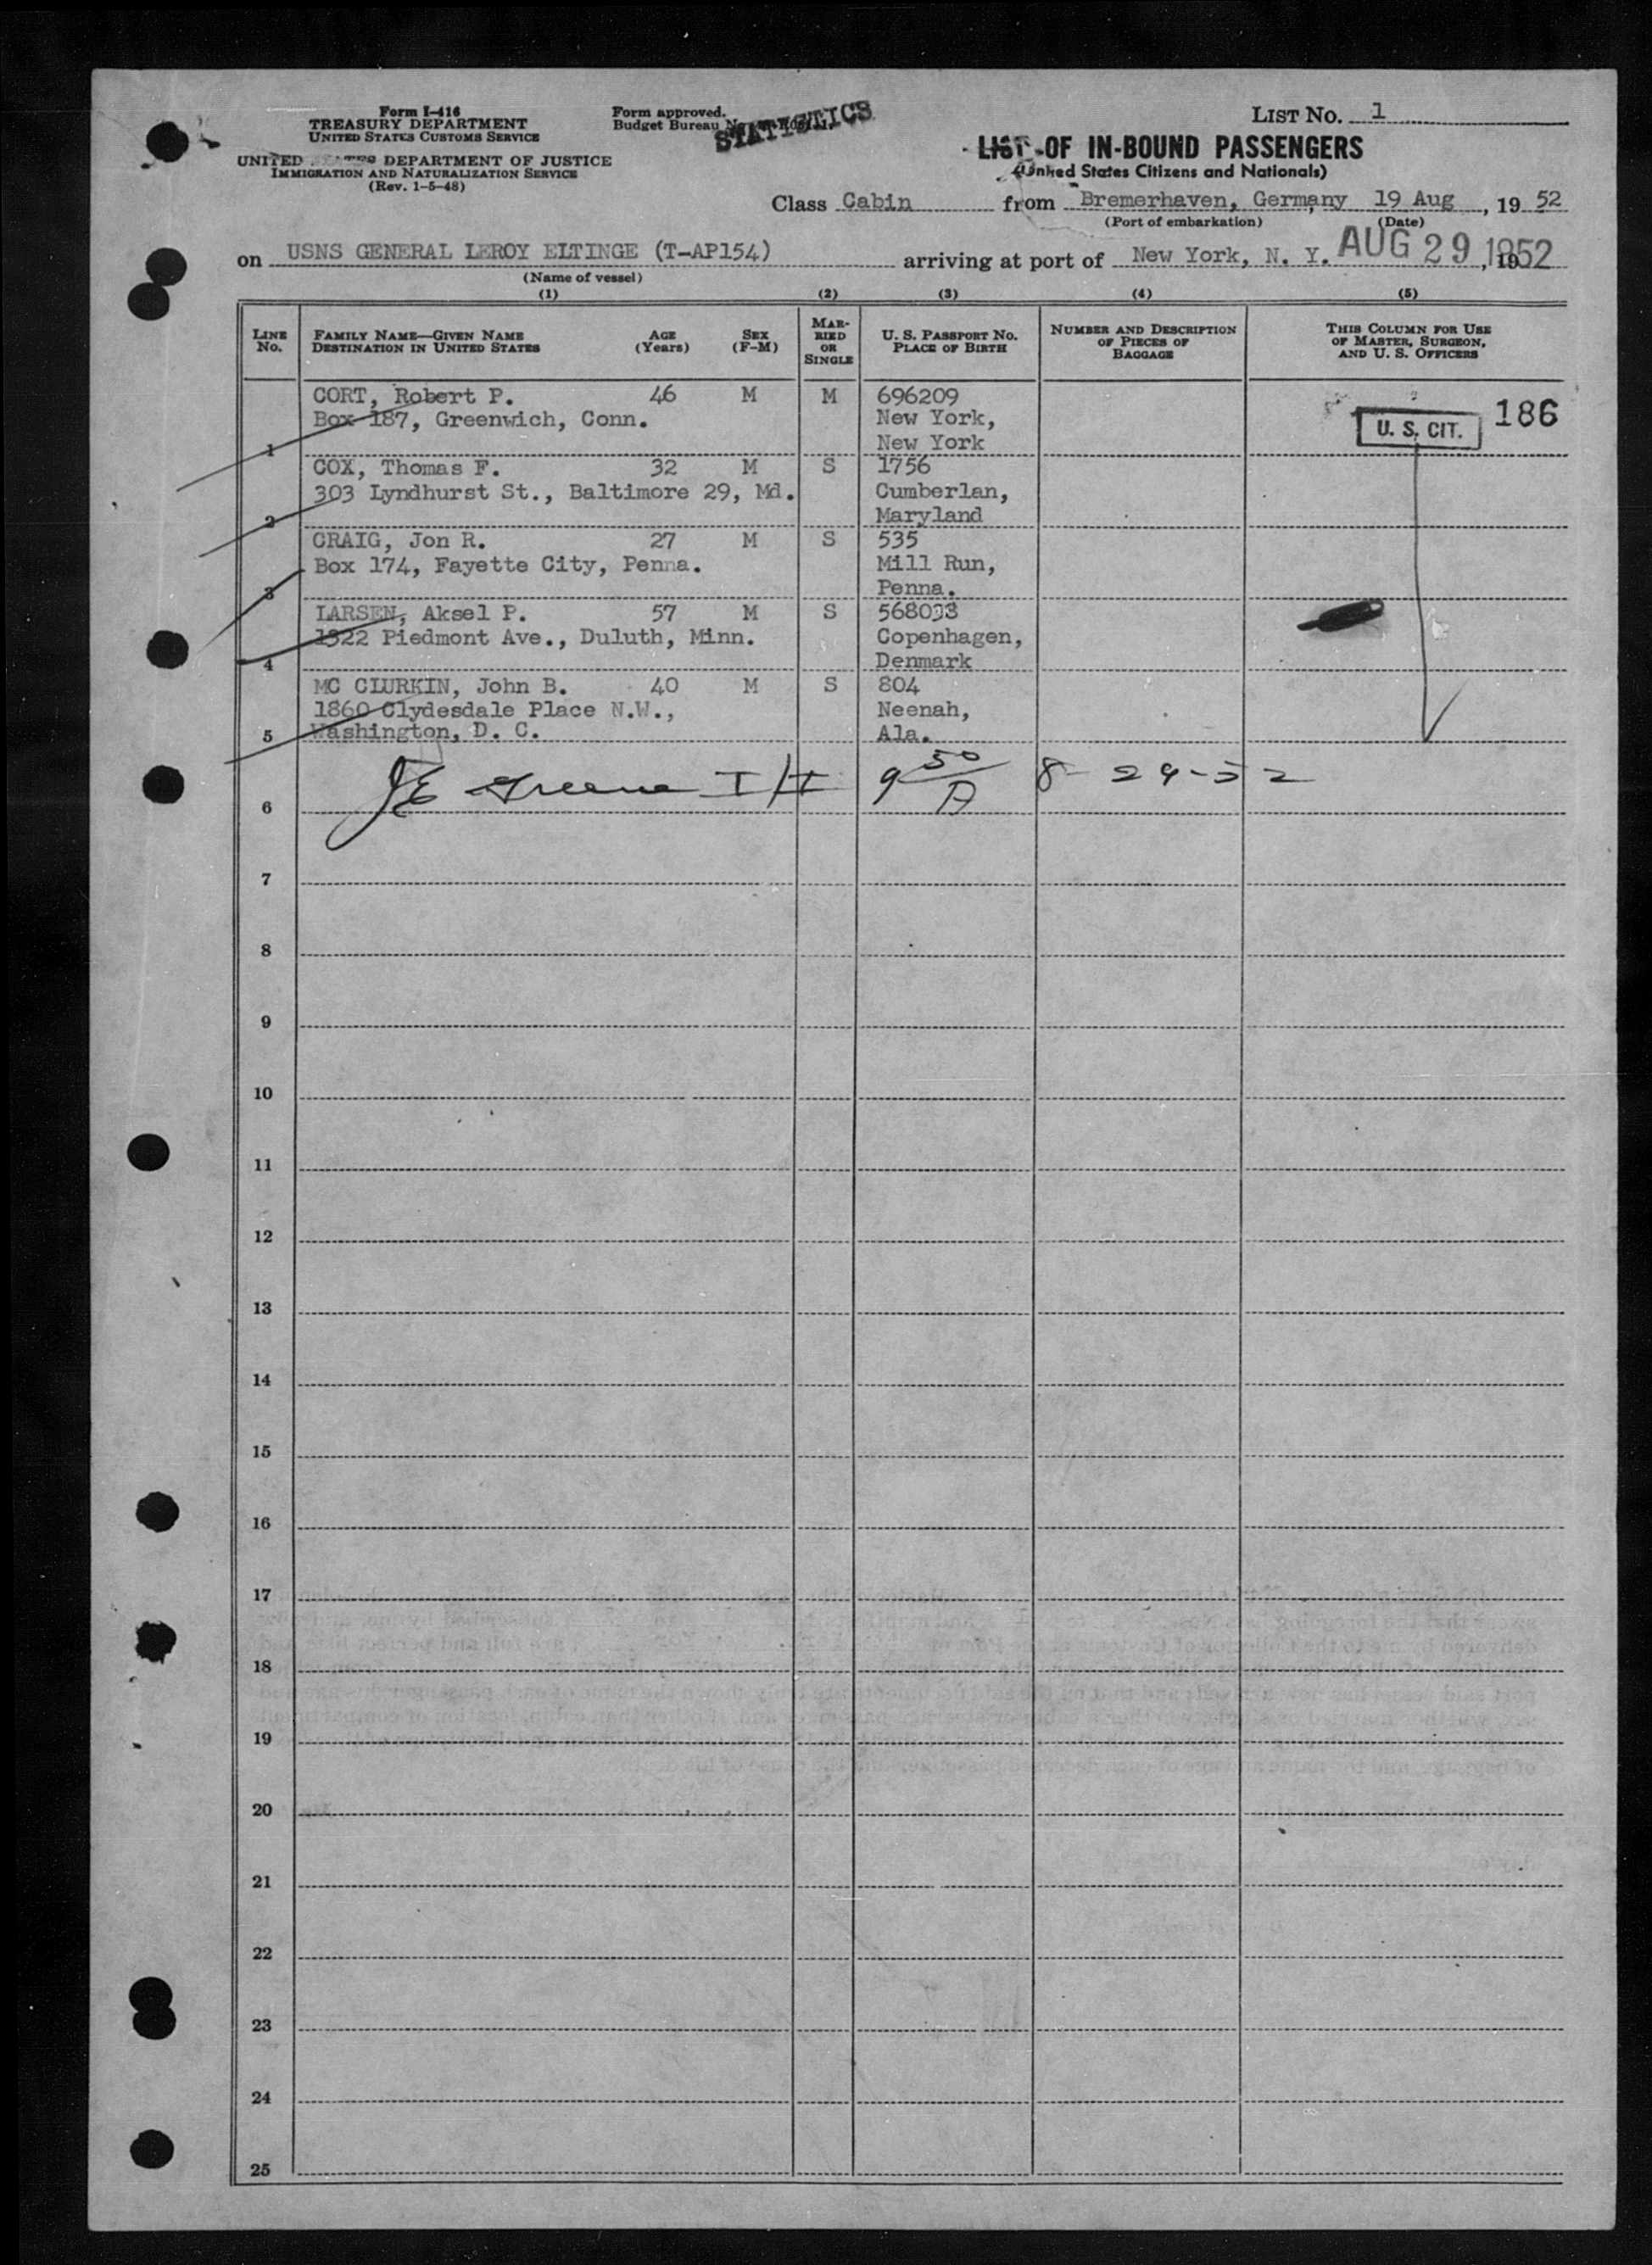 Form I-416
TREASURY DEPARTMENT
UNITED STATES CUSTOMS SERVICE
UNITED STATES DEPARTMENT OF JUSTICE
IMMIGRATION AND NATURALIZATION SERVICE
(Rev. 1-5-48)
Form approved.
Budget Bureau
STATISTICS
LIST NO. 1
LIST OF IN-BOUND PASSENGERS
(United States Citizens and Nationals)
Class Cabin from Bremerhaven, Germany 19 Aug, 1952
(Port of embarkation) (Date)
on USNS GENERAL LEROY ELTINGE (T-AP154) arriving at port of New York, N. Y. AUG 29 1952, 19
(Name of vessel)
(1) (2) (3) (4) (5)
LINE NO. FAMILY NAME—GIVEN NAME DESTINATION IN UNITED STATES AGE (Years) SEX (F-M) MARRIED OR SINGLE U. S. PASSPORT NO. PLACE OF BIRTH NUMBER AND DESCRIPTION OF PIECES OF BAGGAGE THIS COLUMN FOR USE OF MASTER, SURGEON, AND U. S. OFFICERS
CORT, Robert P. 46 M M 696209
Box 187, Greenwich, Conn. New York, U. S. CIT. 186
1 New York
COX, Thomas F. 32 M S 1756
303 Lyndhurst St., Baltimore 29, Md. Cumberlan,
2 Maryland
CRAIG, Jon R. 27 M S 535
Box 174, Fayette City, Penna. Mill Run,
3 Penna.
LARSEN, Aksel P. 57 M S
1322 Piedmont Ave., Duluth, Minn. Copenhagen,
4 Denmark
MC CLURKIN, John B. 40 M S 804
1860 Clydesdale Place N.W., Neenah,
5 Washington, D. C. Ala.
6 JE Greene I/I 9 50/A 8-29-52
7
8
9
10
11
12
13
14
15
16
17
18
19
20
21
22
23
24
25